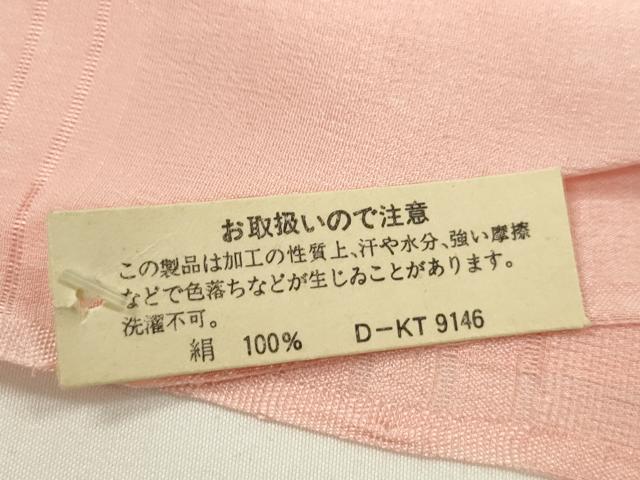 お取扱いので注意
この製品は加工の性質上、汗や水分、強い摩擦
などで色落ちなどが生じゐことがあります。
洗濯不可。
絹 100% D-KT 9146